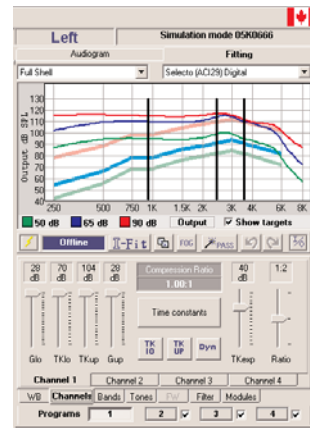 Left Simulation mode 05K0666
Audiogram Fitting
Full Shell Selecto (ACI29) Digital
Output dB SPL
130
120
110
100
90
80
70
60
50
40
250 500 750 1K 1.5K 2K 3K 4K 6K 8K
50 dB 65 dB 90 dB Output Show targets
Offline I-Fit FOG PASS
28 dB 70 dB 104 dB 28 dB Compression Ratio 40 dB 1:2
1.00:1
Time constants
TK IO TK UP Dyn
Glo TKlo TKup Gup TKexp Ratio
Channel 1 Channel 2 Channel 3 Channel 4
WB Channels Bands Tones PW Filter Modules
Programs 1 2 3 4